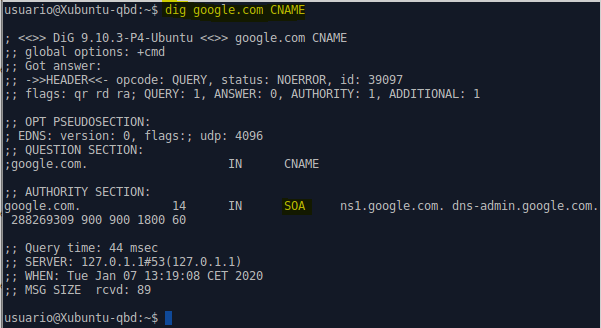 usuario@Xubuntu-qbd:~$ dig google.com CNAME
; <<>> DiG 9.10.3-P4-Ubuntu <<>> google.com CNAME
;; global options: +cmd
;; Got answer:
;; ->>HEADER<<- opcode: QUERY, status: NOERROR, id: 39097
;; flags: qr rd ra; QUERY: 1, ANSWER: 0, AUTHORITY: 1, ADDITIONAL: 1
;; OPT PSEUDOSECTION:
; EDNS: version: 0, flags:; udp: 4096
;; QUESTION SECTION:
;google.com. IN CNAME
;; AUTHORITY SECTION:
google.com. 14 IN SOA ns1.google.com. dns-admin.google.com.
288269309 900 900 1800 60
;; Query time: 44 msec
;; SERVER: 127.0.1.1#53(127.0.1.1)
;; WHEN: Tue Jan 07 13:19:08 CET 2020
;; MSG SIZE rcvd: 89
usuario@Xubuntu-qbd:~$